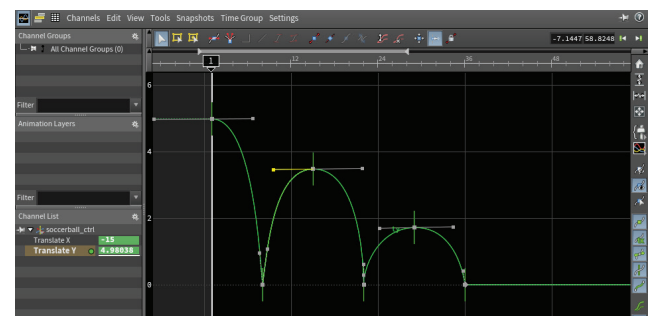 Channels Edit View Tools Snapshots Time Group Settings
Channel Groups
All Channel Groups (0)
-7.1447 58.8248
1
12
24
36
48
6
Filter
Animation Layers
4
Filter
Channel List
2
soccerball_ctrl
Translate X -15
Translate Y 4.96038
0